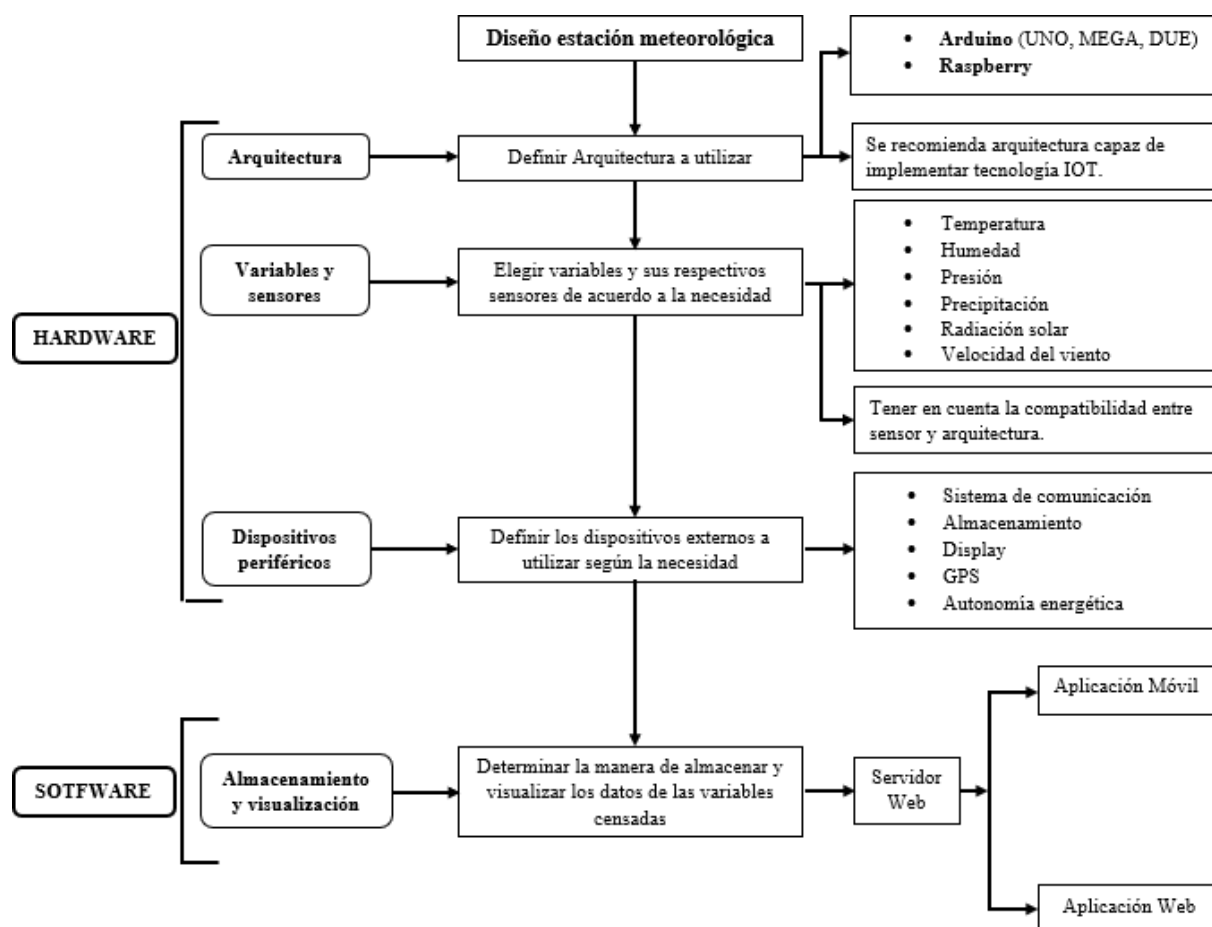 Diseño estación meteorológica
• Arduino (UNO, MEGA, DUE)
• Raspberry
Arquitectura
Definir Arquitectura a utilizar
Se recomienda arquitectura capaz de
implementar tecnología IOT.
HARDWARE
Variables y
sensores
Elegir variables y sus respectivos
sensores de acuerdo a la necesidad
• Temperatura
• Humedad
• Presión
• Precipitación
• Radiación solar
• Velocidad del viento
Tener en cuenta la compatibilidad entre
sensor y arquitectura.
Dispositivos
periféricos
Definir los dispositivos externos a
utilizar según la necesidad
• Sistema de comunicación
• Almacenamiento
• Display
• GPS
• Autonomía energética
SOTFWARE
Almacenamiento
y visualización
Determinar la manera de almacenar y
visualizar los datos de las variables
censadas
Servidor
Web
Aplicación Móvil
Aplicación Web